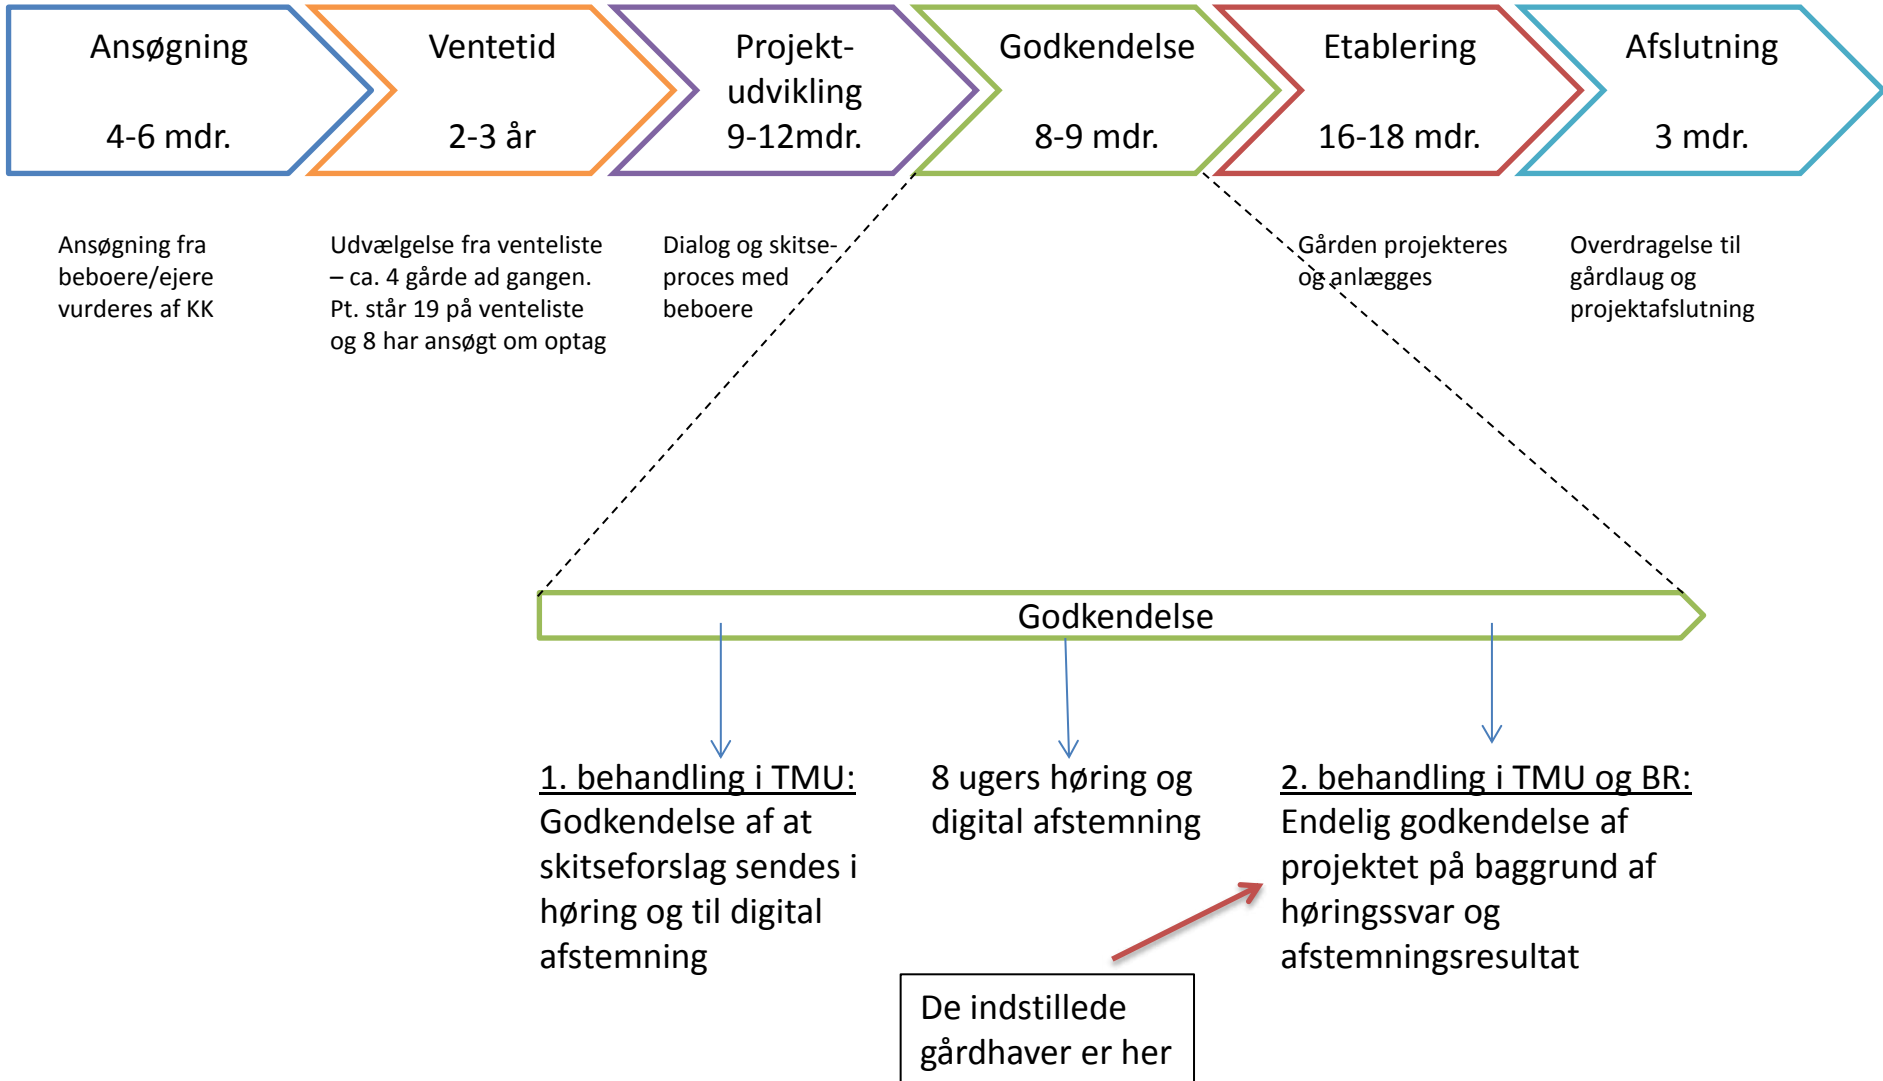 Ansøgning
4-6 mdr.
Ventetid
2-3 år
Projekt-
udvikling
9-12mdr.
Godkendelse
8-9 mdr.
Etablering
16-18 mdr.
Afslutning
3 mdr.
Ansøgning fra
beboere/ejere
vurderes af KK
Udvælgelse fra venteliste
– ca. 4 gårde ad gangen.
Pt. står 19 på venteliste
og 8 har ansøgt om optag
Dialog og skitse-
proces med
beboere
Gården projekteres
og anlægges
Overdragelse til
gårdlaug og
projektafslutning
Godkendelse
1. behandling i TMU:
Godkendelse af at
skitseforslag sendes i
høring og til digital
afstemning
8 ugers høring og
digital afstemning
2. behandling i TMU og BR:
Endelig godkendelse af
projektet på baggrund af
høringssvar og
afstemningsresultat
De indstillede
gårdhaver er her